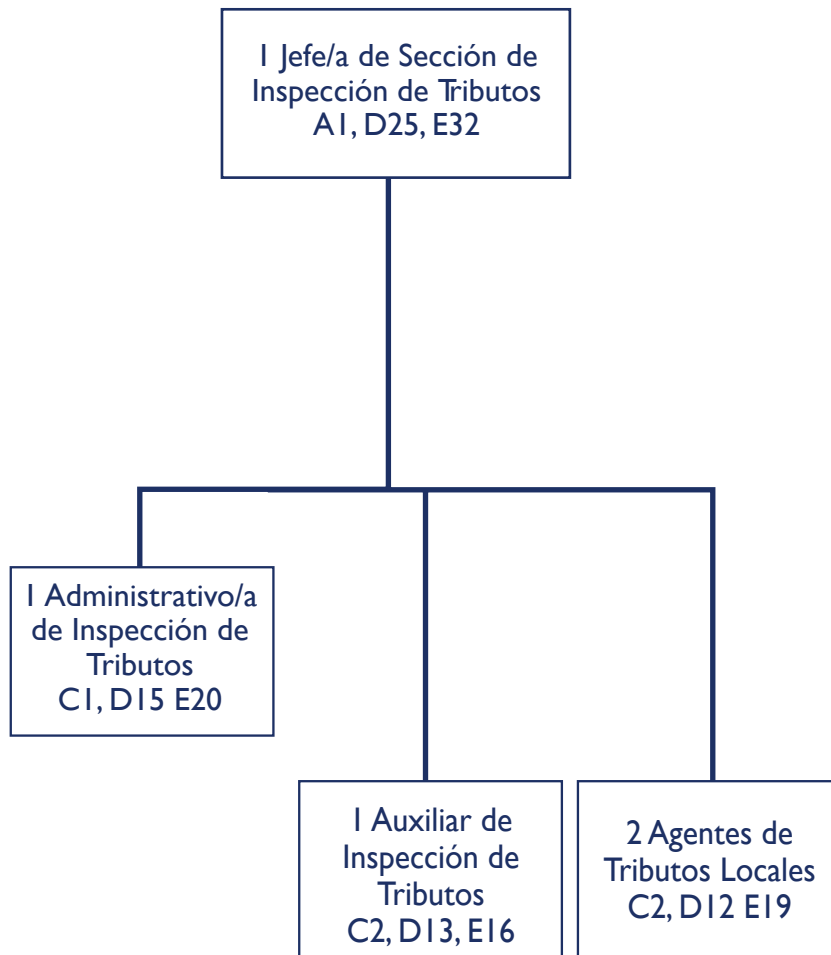 1 Jefe/a de Sección de
Inspección de Tributos
A1, D25, E32
1 Administrativo/a
de Inspección de
Tributos
C1, D15 E20
1 Auxiliar de
Inspección de
Tributos
C2, D13, E16
2 Agentes de
Tributos Locales
C2, D12 E19